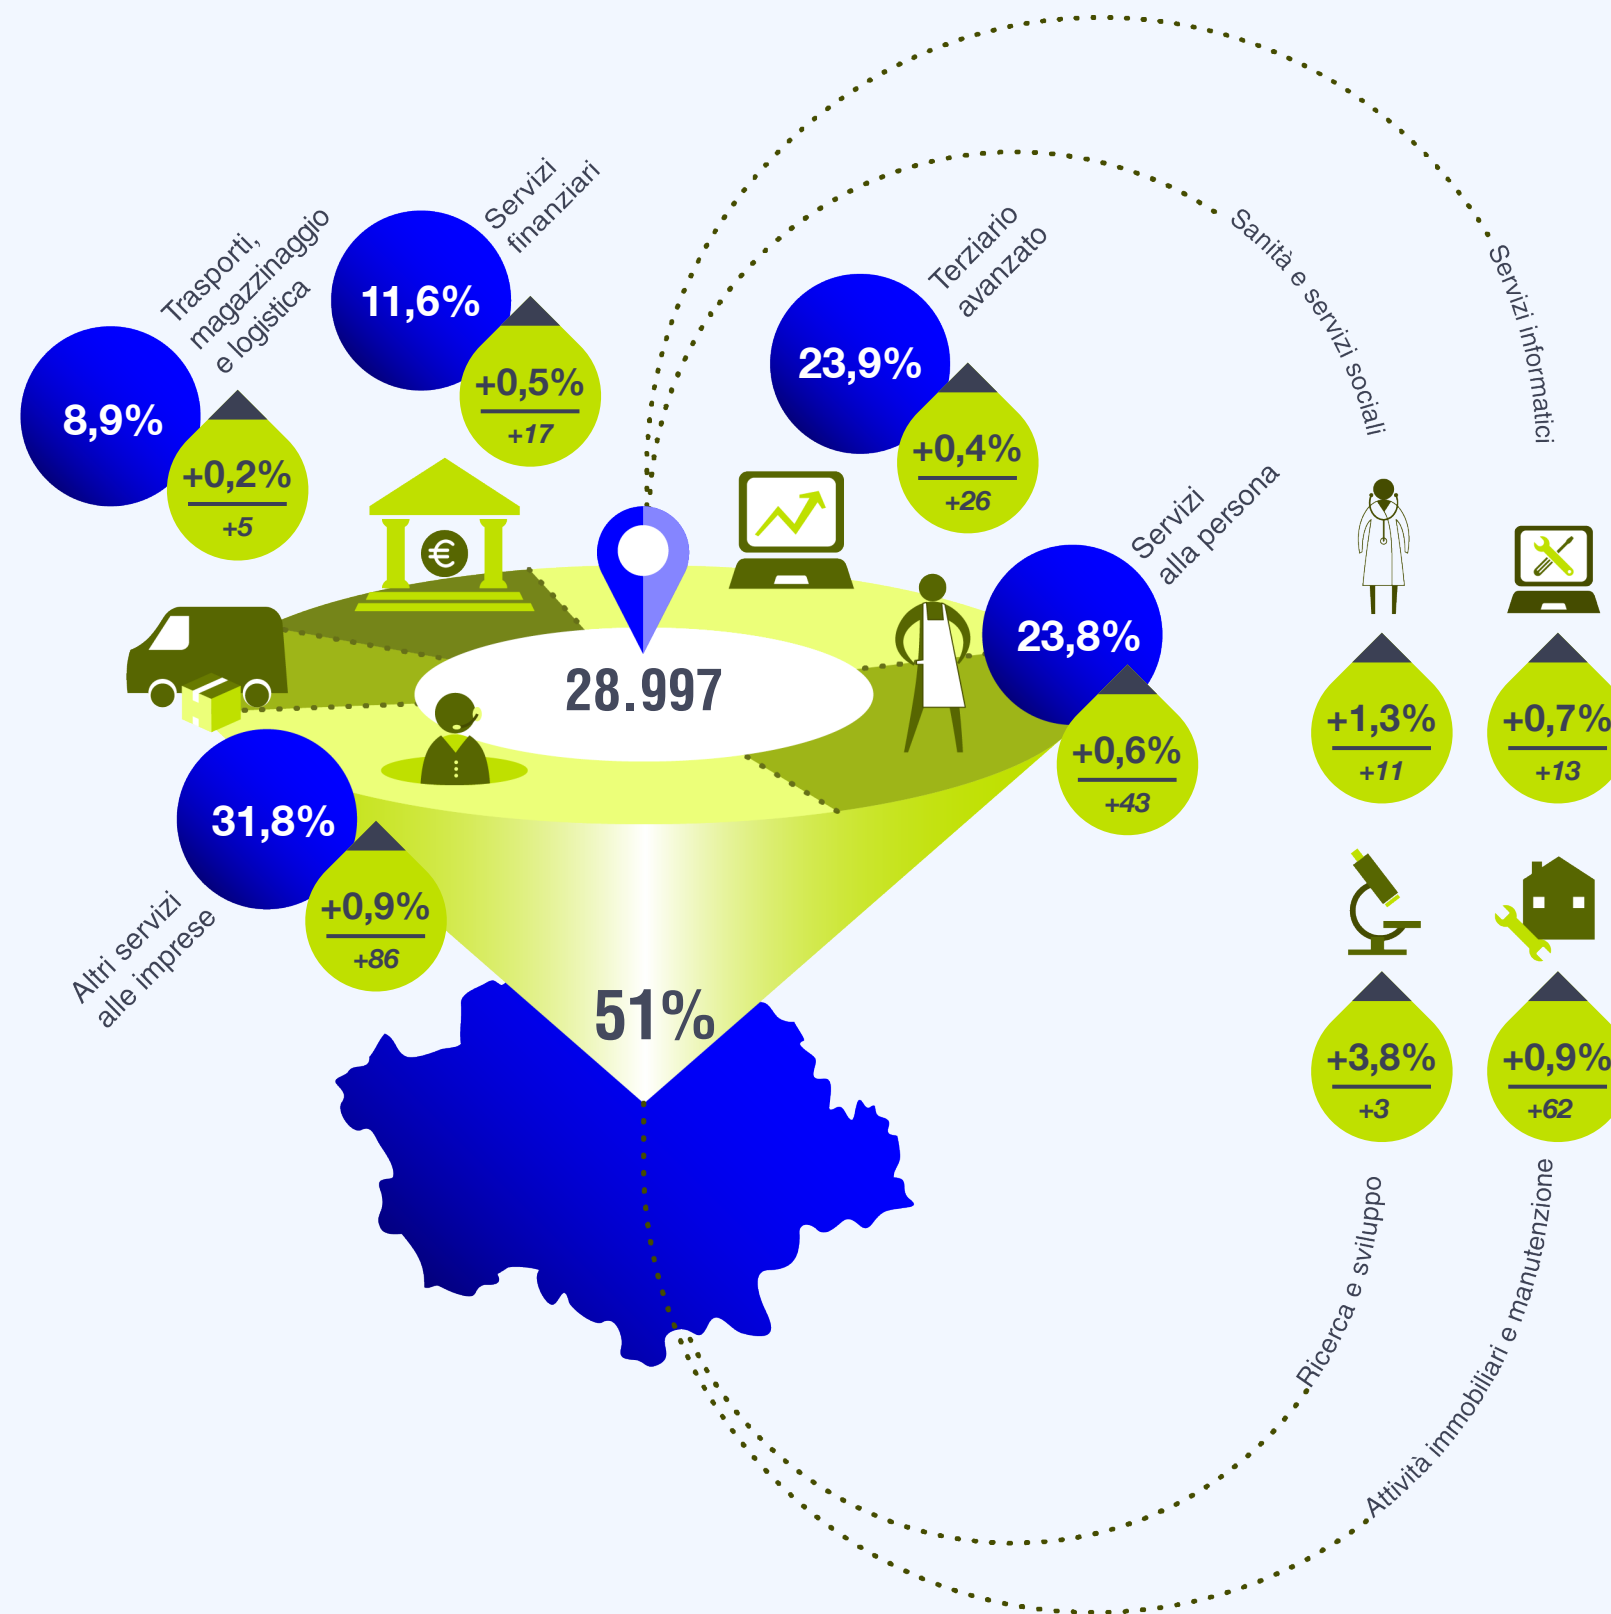 Trasporti,
magazzinaggio
e logistica
8,9%
+0,2%
+5
Servizi
finanziari
11,6%
+0,5%
+17
Terziario
avanzato
23,9%
+0,4%
+26
Servizi
alla persona
23,8%
+0,6%
+43
Altri servizi
alle imprese
31,8%
+0,9%
+86
€
28.997
51%
Sanità e servizi sociali
+1,3%
+11
Servizi informatici
+0,7%
+13
+3,8%
+3
Ricerca e sviluppo
+0,9%
+62
Attività immobiliari e manutenzione